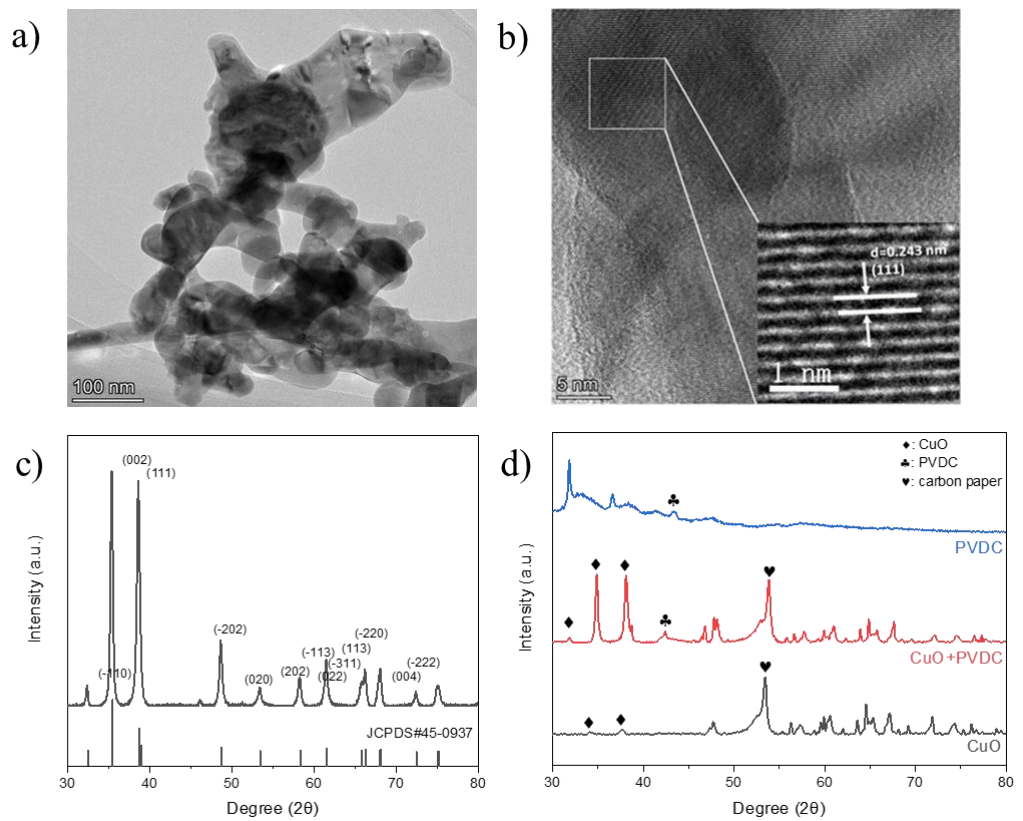 a)
100 nm
b)
d=0.243 nm
(111)
1 nm
5 nm
c)
(002)
(111)
(-110)
(-202)
(020)
(202)
(-113)
(022)
(-311)
(113)
(-220)
(004)
(-222)
JCPDS#45-0937
Intensity (a.u.)
30 40 50 60 70 80
Degree (2θ)
d)
♦: CuO
♣: PVDC
♥: carbon paper
♣
PVDC
♦ ♦ ♦ ♣ ♥
CuO+PVDC
♦ ♦ ♥
CuO
Intensity (a.u.)
30 40 50 60 70 80
Degree (2θ)